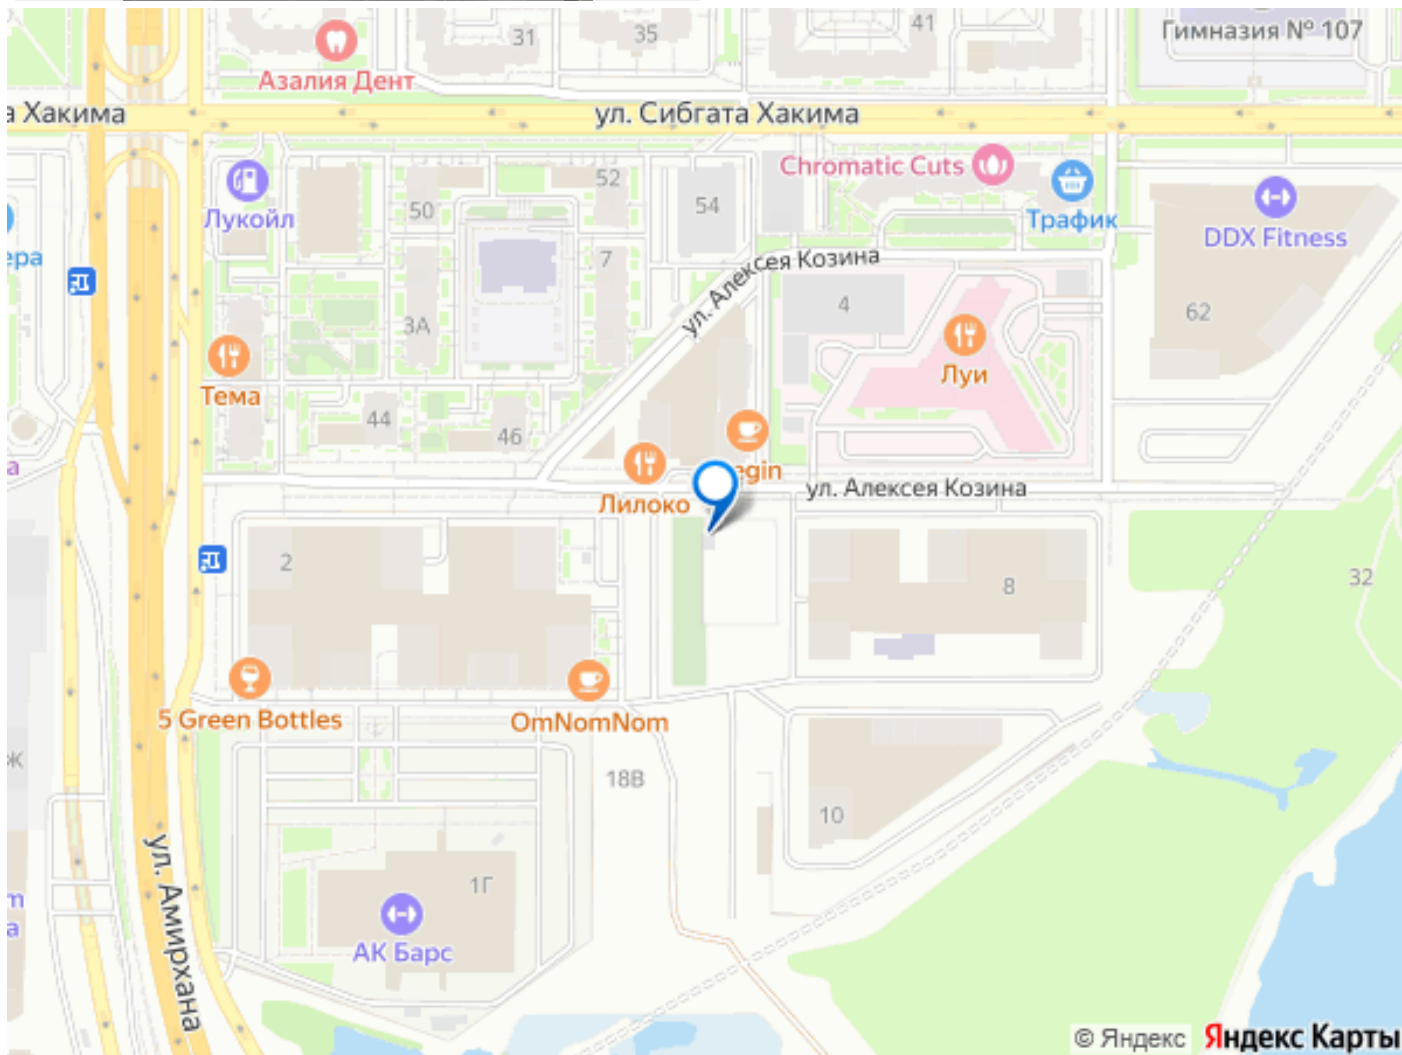 41
31
35
Гимназия № 107
Азалия Дент
а Хакима
ул. Сибгата Хакима
Chromatic Cuts
52
50
54
Лукойл
Трафик
DDX Fitness
ера
7
ул. Алексея Козина
4
62
3А
Луи
Тема
44
46
а
egin
Лилоко
ул. Алексея Козина
2
8
32
5 Green Bottles
OmNomNom
ж
18В
10
ул. Амирхана
1Г
m
а
АК Барс
© Яндекс Яндекс Карты